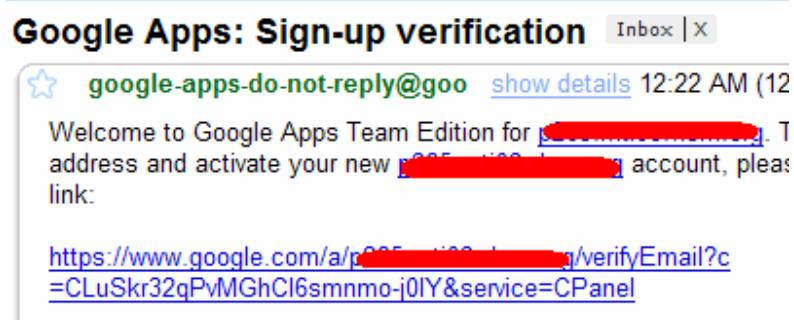 Google Apps: Sign-up verification Inbox | X
google-apps-do-not-reply@goo show details 12:22 AM (12
Welcome to Google Apps Team Edition for
address and activate your new account, pleas
link:
https://www.google.com/a/p /verifyEmail?c
=CLuSkr32qPvMGhCl6smnmo-j0lY&service=CPanel